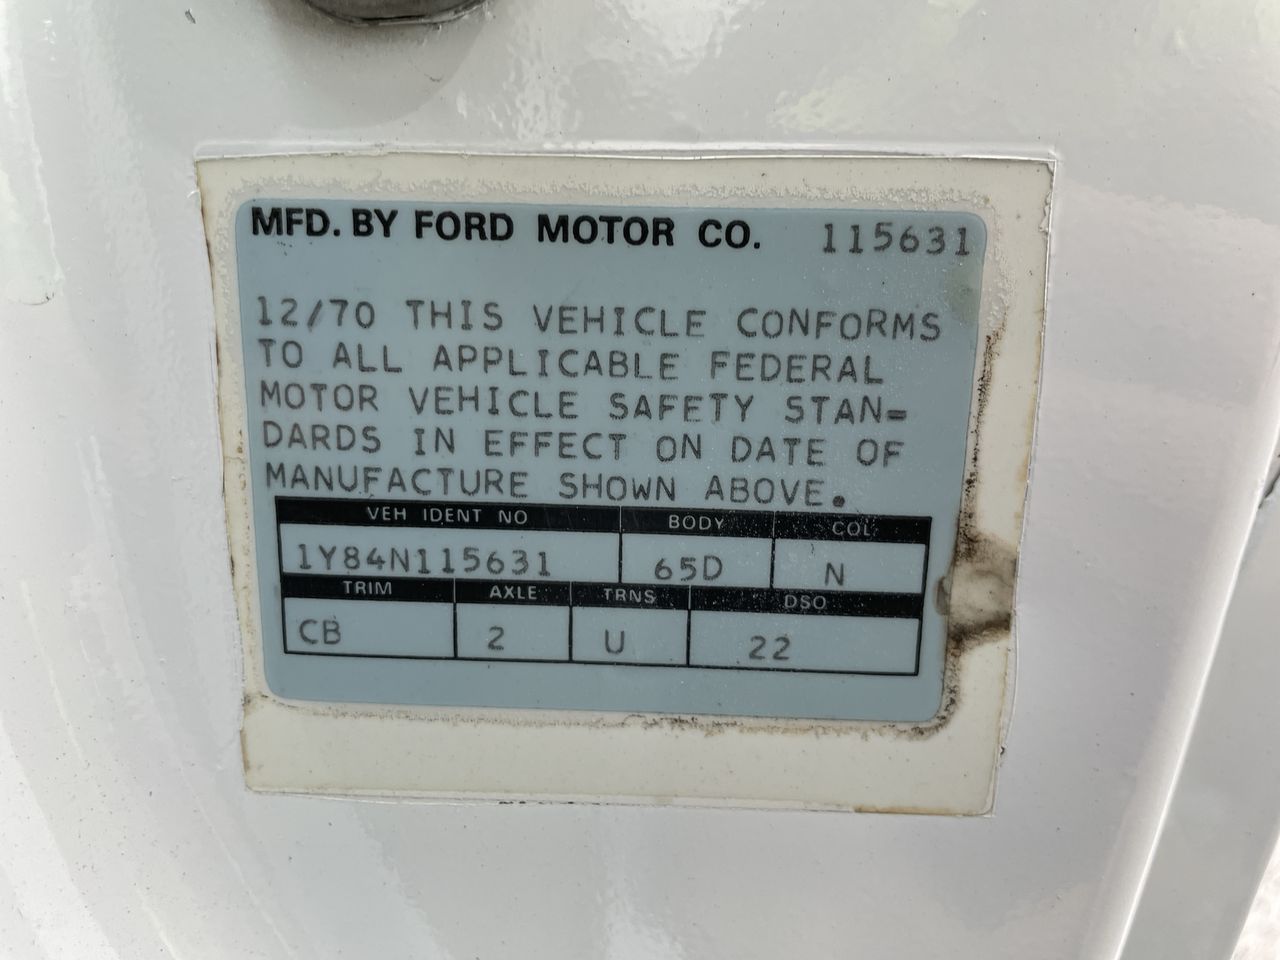 MFD. BY FORD MOTOR CO. 115631
12/70 THIS VEHICLE CONFORMS
TO ALL APPLICABLE FEDERAL
MOTOR VEHICLE SAFETY STAN=
DARDS IN EFFECT ON DATE OF
MANUFACTURE SHOWN ABOVE.
VEH IDENT NO BODY COL
1Y84N115631 65D N
TRIM AXLE TRNS DSO
CB 2 U 22